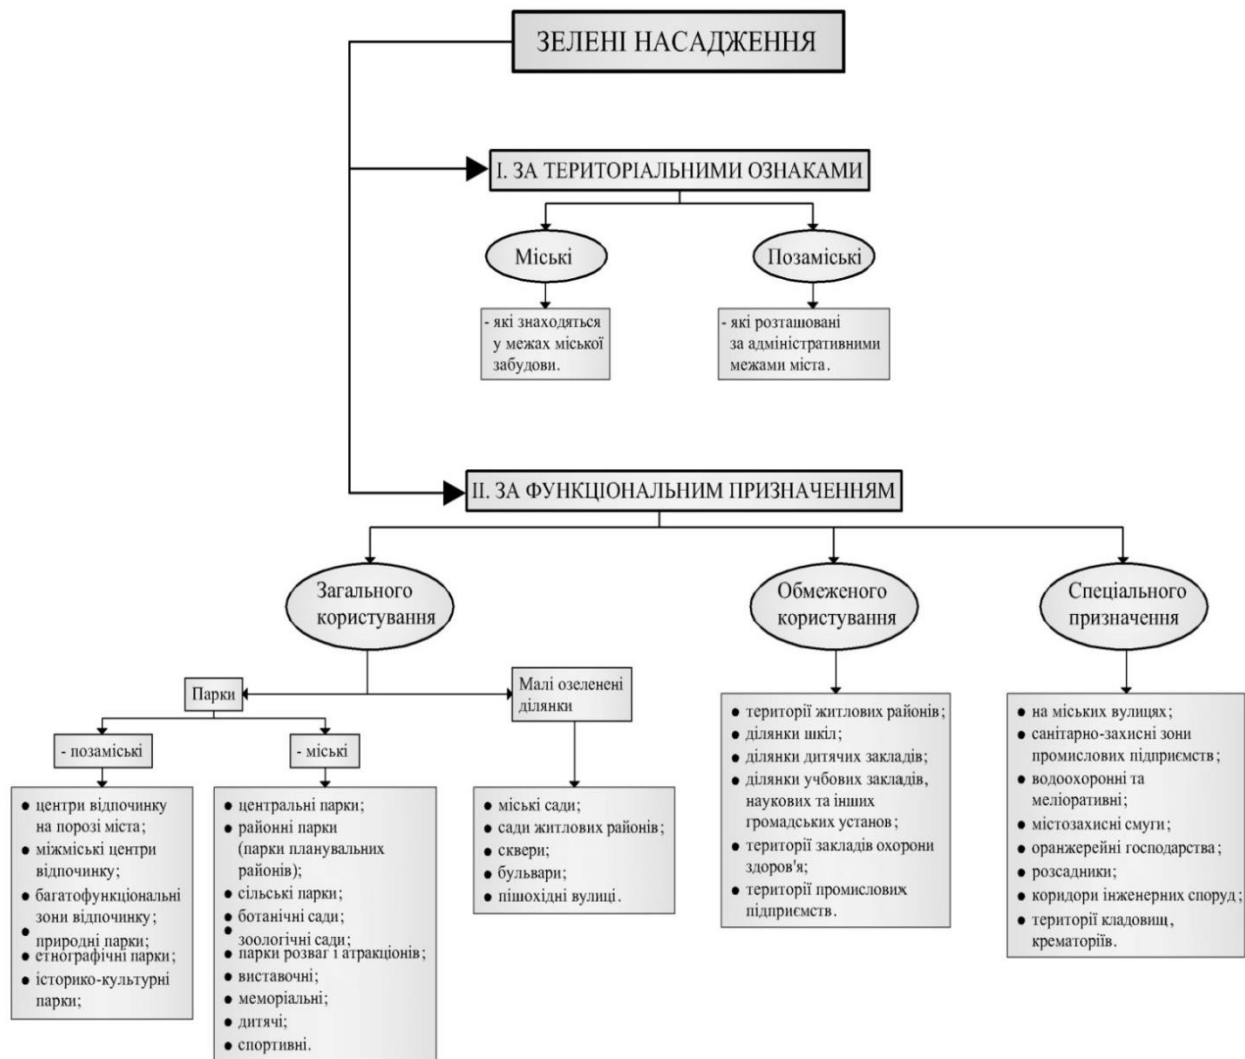 ЗЕЛЕНІ НАСАДЖЕННЯ
І. ЗА ТЕРИТОРІАЛЬНИМИ ОЗНАКАМИ
Міські
Позаміські
- які знаходяться
у межах міської
забудови.
- які розташовані
за адміністративними
межами міста.
ІІ. ЗА ФУНКЦІОНАЛЬНИМ ПРИЗНАЧЕННЯМ
Загального
користування
Обмеженого
користування
Спеціального
призначення
Парки
Малі озеленені
ділянки
- позаміські
- міські
● центри відпочинку
на порозі міста;
● міжміські центри
відпочинку;
● багатофункціональні
зони відпочинку;
● природні парки;
● етнографічні парки;
● історико-культурні
парки;
● центральні парки;
● районні парки
(парки планувальних
районів);
● сільські парки;
● ботанічні сади;
● зоологічні сади;
● парки розваг і атракціонів;
● виставочні;
● меморіальні;
● дитячі;
● спортивні.
● міські сади;
● сади житлових районів;
● сквери;
● бульвари;
● пішохідні вулиці.
● території житлових районів;
● ділянки шкіл;
● ділянки дитячих закладів;
● ділянки учбових закладів,
наукових та інших
громадських установ;
● території закладів охорони
здоров'я;
● території промислових
підприємств.
● на міських вулицях;
● санітарно-захисні зони
промислових підприємств;
● водоохоронні та
меліоративні;
● містозахисні смуги;
● оранжерейні господарства;
● розсадники;
● коридори інженерних споруд;
● території кладовищ,
крематоріїв.